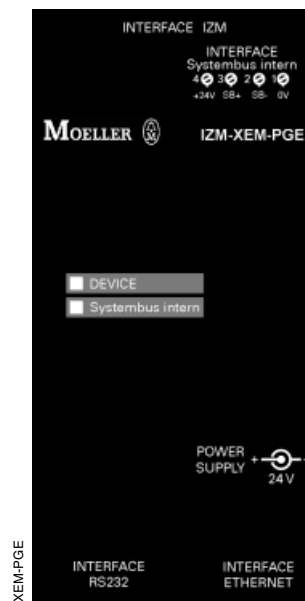 INTERFACE IZM
INTERFACE
Systembus intern
4 3 2 1
+24V SB+ SB- 0V
MOELLER
IZM-XEM-PGE
DEVICE
Systembus intern
POWER
SUPPLY
+ -
24 V
INTERFACE
RS232
INTERFACE
ETHERNET
XEM-PGE